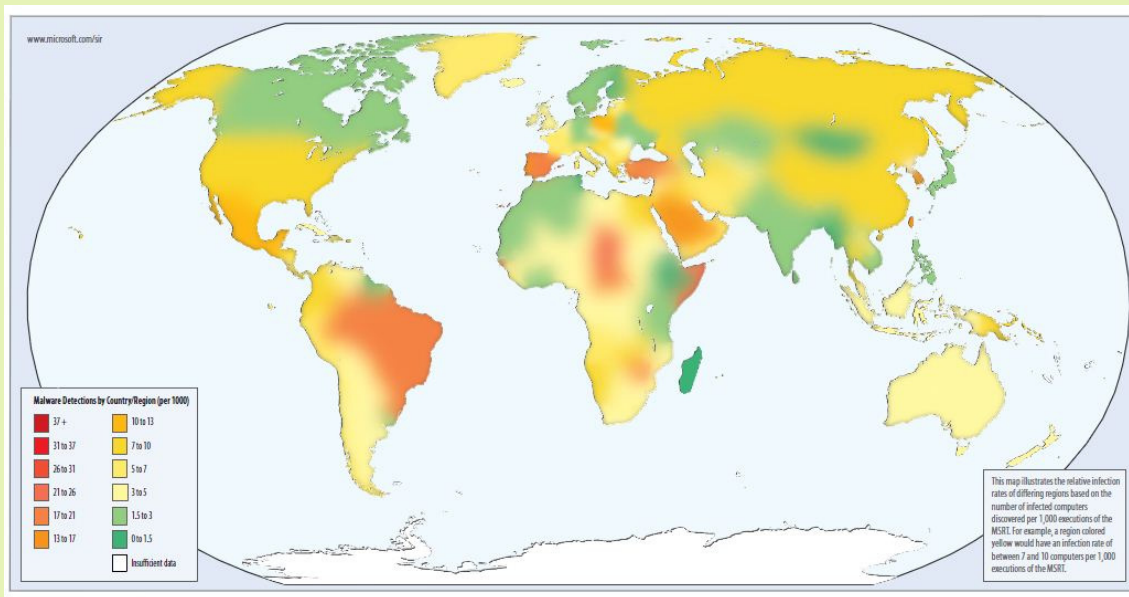 www.microsoft.com/sir
Malware Detections by Country/Region (per 1000)
37 +
31 to 37
26 to 31
21 to 26
17 to 21
13 to 17
10 to 13
7 to 10
5 to 7
3 to 5
1.5 to 3
0 to 1.5
Insufficient data
This map illustrates the relative infection
rates of differing regions based on the
number of infected computers
discovered per 1,000 executions of the
MSRT. For example, a region colored
yellow would have an infection rate of
between 7 and 10 computers per 1,000
executions of the MSRT.